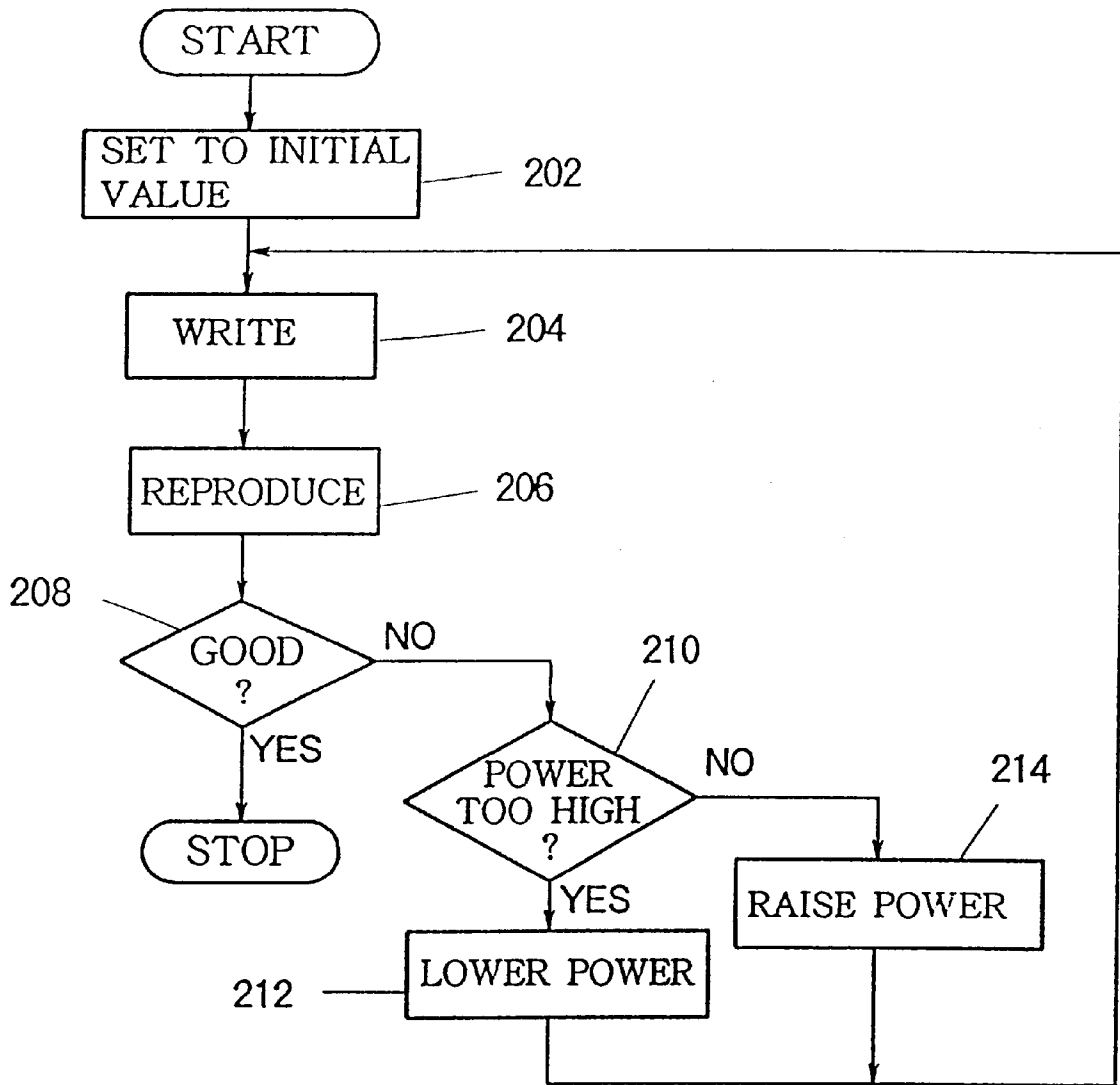 START
SET TO INITIAL
VALUE
202
WRITE
204
REPRODUCE
206
208
GOOD
?
NO
YES
STOP
210
POWER
TOO HIGH
?
NO
YES
214
RAISE POWER
LOWER POWER
212